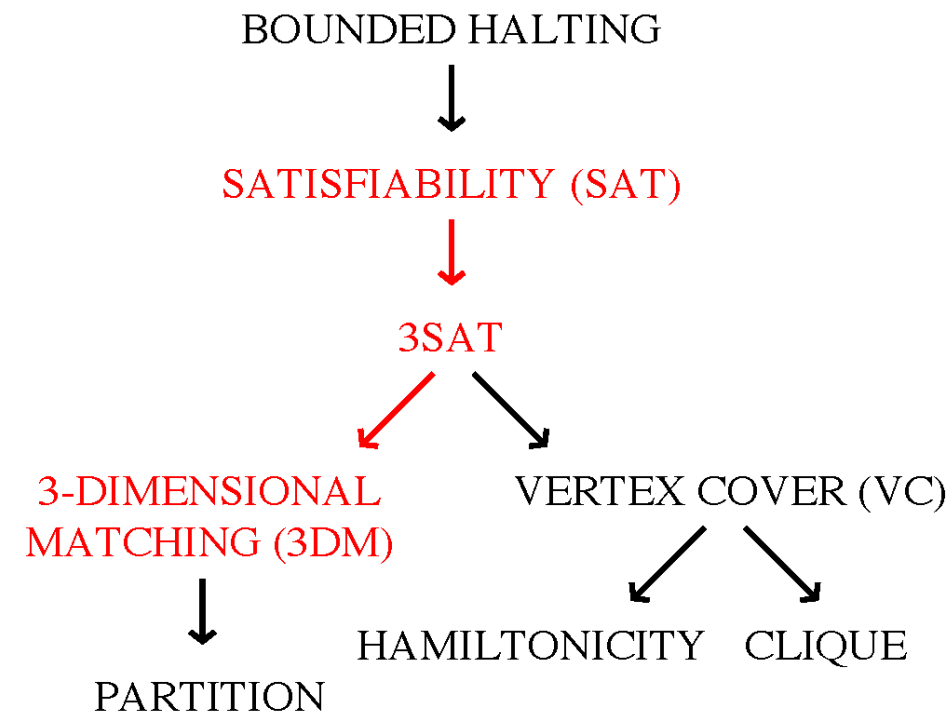 BOUNDED HALTING
SATISFIABILITY (SAT)
3SAT
3-DIMENSIONAL
MATCHING (3DM)
VERTEX COVER (VC)
HAMILTONICITY
CLIQUE
PARTITION